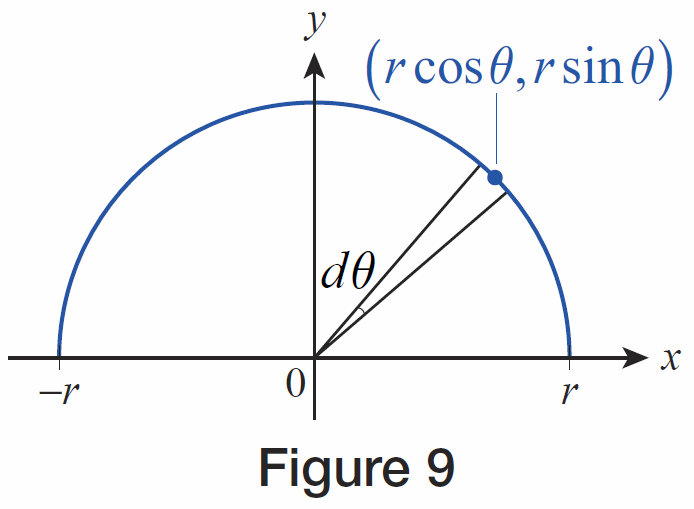 y
(r cos θ, r sin θ)
dθ
x
−r
0
r
Figure 9